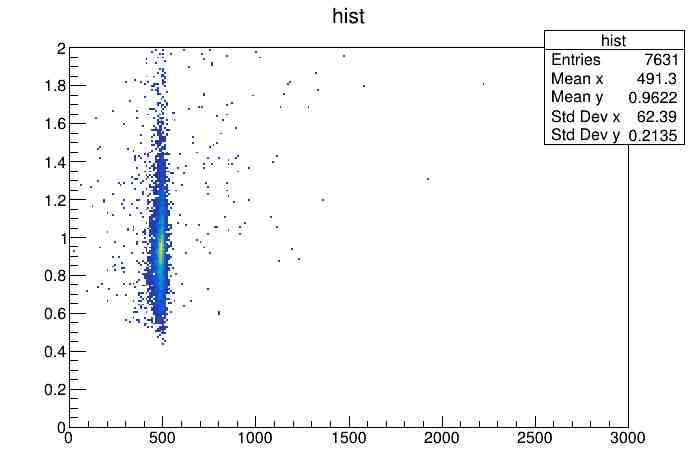 hist
hist
Entries 7631
Mean x 491.3
Mean y 0.9622
Std Dev x 62.39
Std Dev y 0.2135
2
1.8
1.6
1.4
1.2
1
0.8
0.6
0.4
0.2
0
0 500 1000 1500 2000 2500 3000